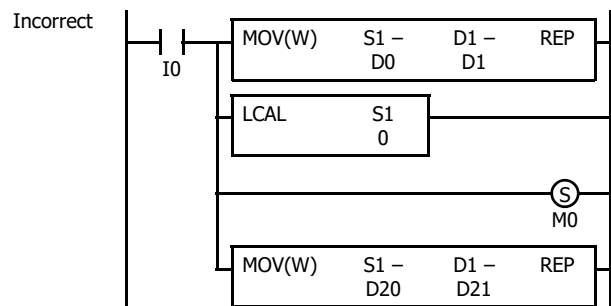 Incorrect
MOV(W) S1 – D1 – REP
D0 D1
I0
LCAL S1
0
S
M0
MOV(W) S1 – D1 – REP
D20 D21